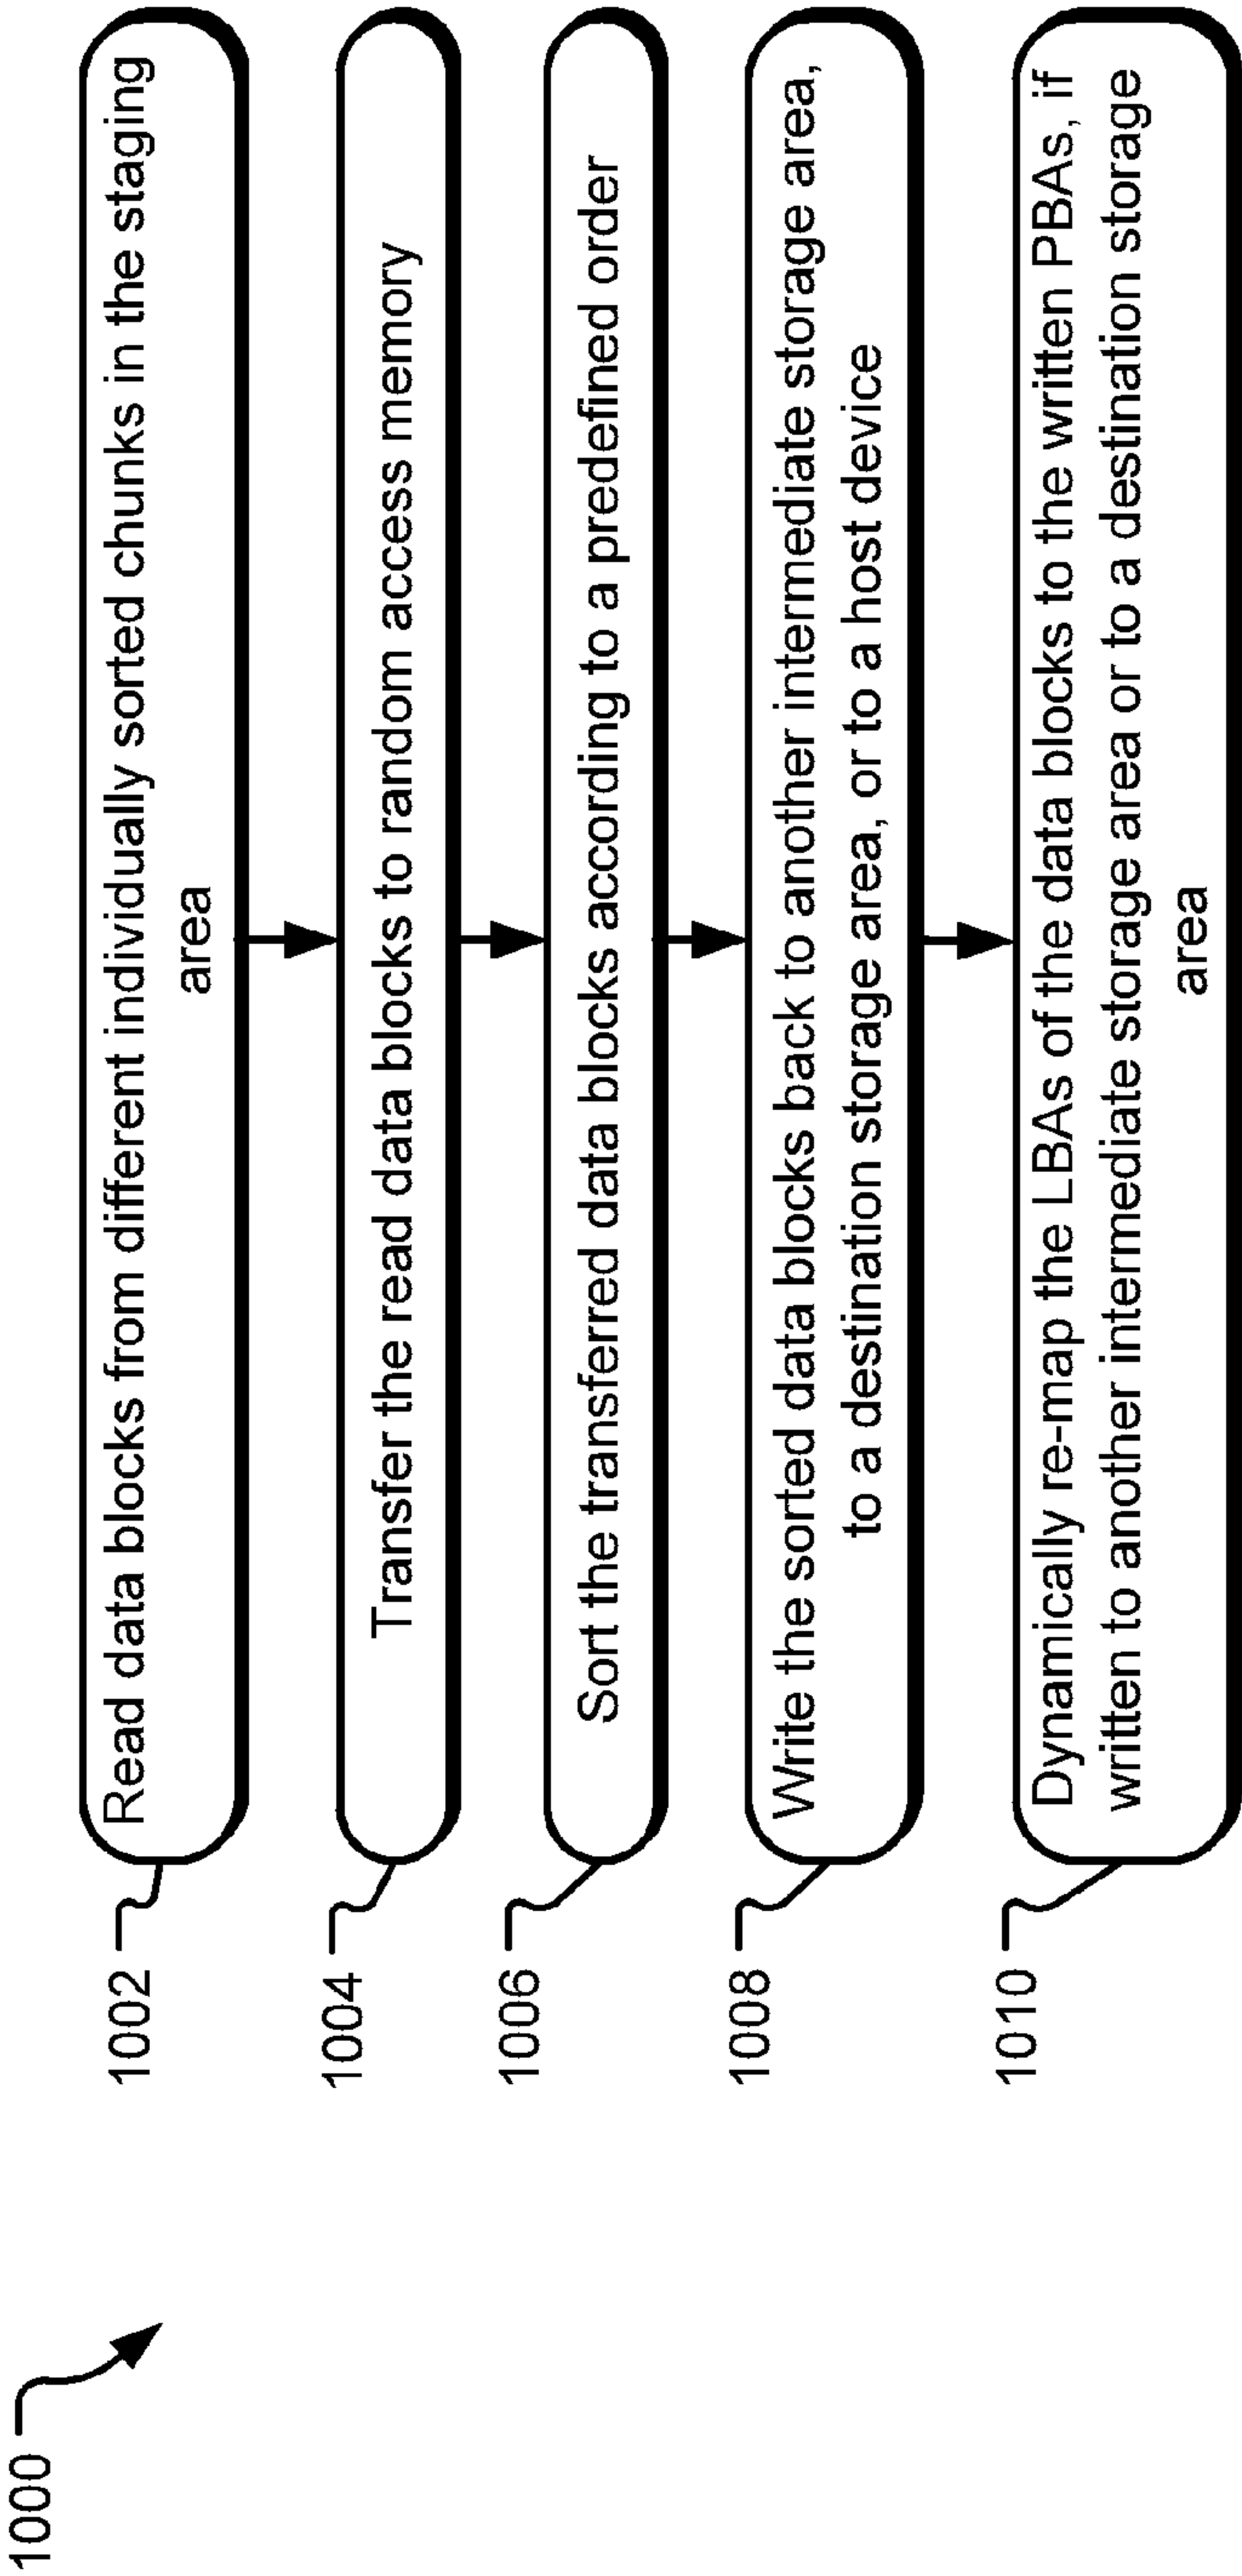 1000
1002
Read data blocks from different individually sorted chunks in the staging
area
1004
Transfer the read data blocks to random access memory
1006
Sort the transferred data blocks according to a predefined order
1008
Write the sorted data blocks back to another intermediate storage area,
to a destination storage area, or to a host device
1010
Dynamically re-map the LBAs of the data blocks to the written PBAs, if
written to another intermediate storage area or to a destination storage
area